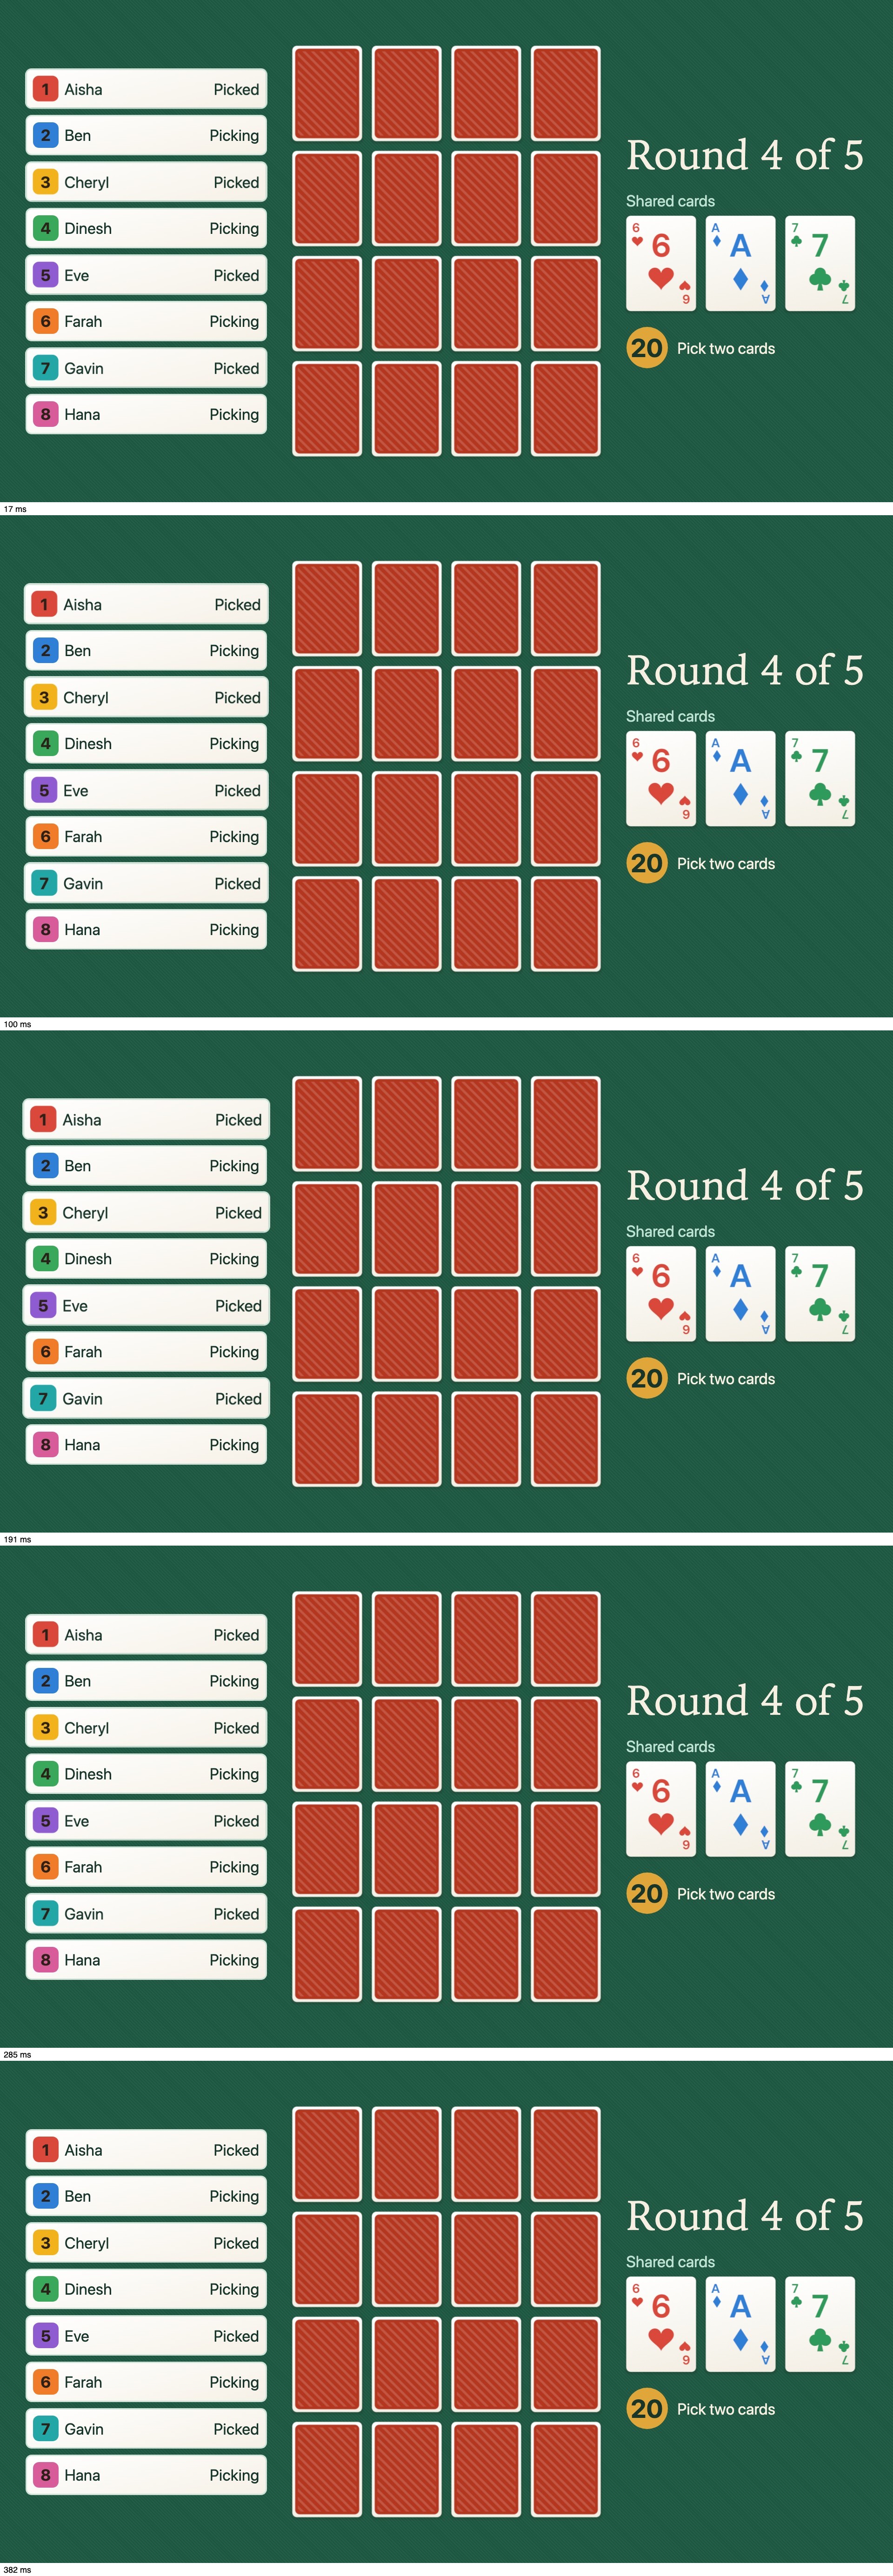 1 Aisha Picked
2 Ben Picking
3 Cheryl Picked
4 Dinesh Picking
5 Eve Picked
6 Farah Picking
7 Gavin Picked
8 Hana Picking
Round 4 of 5
Shared cards
6 A 7
6 A 7
6 A 7
20 Pick two cards
17 ms
1 Aisha Picked
2 Ben Picking
3 Cheryl Picked
4 Dinesh Picking
5 Eve Picked
6 Farah Picking
7 Gavin Picked
8 Hana Picking
Round 4 of 5
Shared cards
6 A 7
6 A 7
6 A 7
20 Pick two cards
100 ms
1 Aisha Picked
2 Ben Picking
3 Cheryl Picked
4 Dinesh Picking
5 Eve Picked
6 Farah Picking
7 Gavin Picked
8 Hana Picking
Round 4 of 5
Shared cards
6 A 7
6 A 7
6 A 7
20 Pick two cards
191 ms
1 Aisha Picked
2 Ben Picking
3 Cheryl Picked
4 Dinesh Picking
5 Eve Picked
6 Farah Picking
7 Gavin Picked
8 Hana Picking
Round 4 of 5
Shared cards
6 A 7
6 A 7
6 A 7
20 Pick two cards
285 ms
1 Aisha Picked
2 Ben Picking
3 Cheryl Picked
4 Dinesh Picking
5 Eve Picked
6 Farah Picking
7 Gavin Picked
8 Hana Picking
Round 4 of 5
Shared cards
6 A 7
6 A 7
6 A 7
20 Pick two cards
382 ms